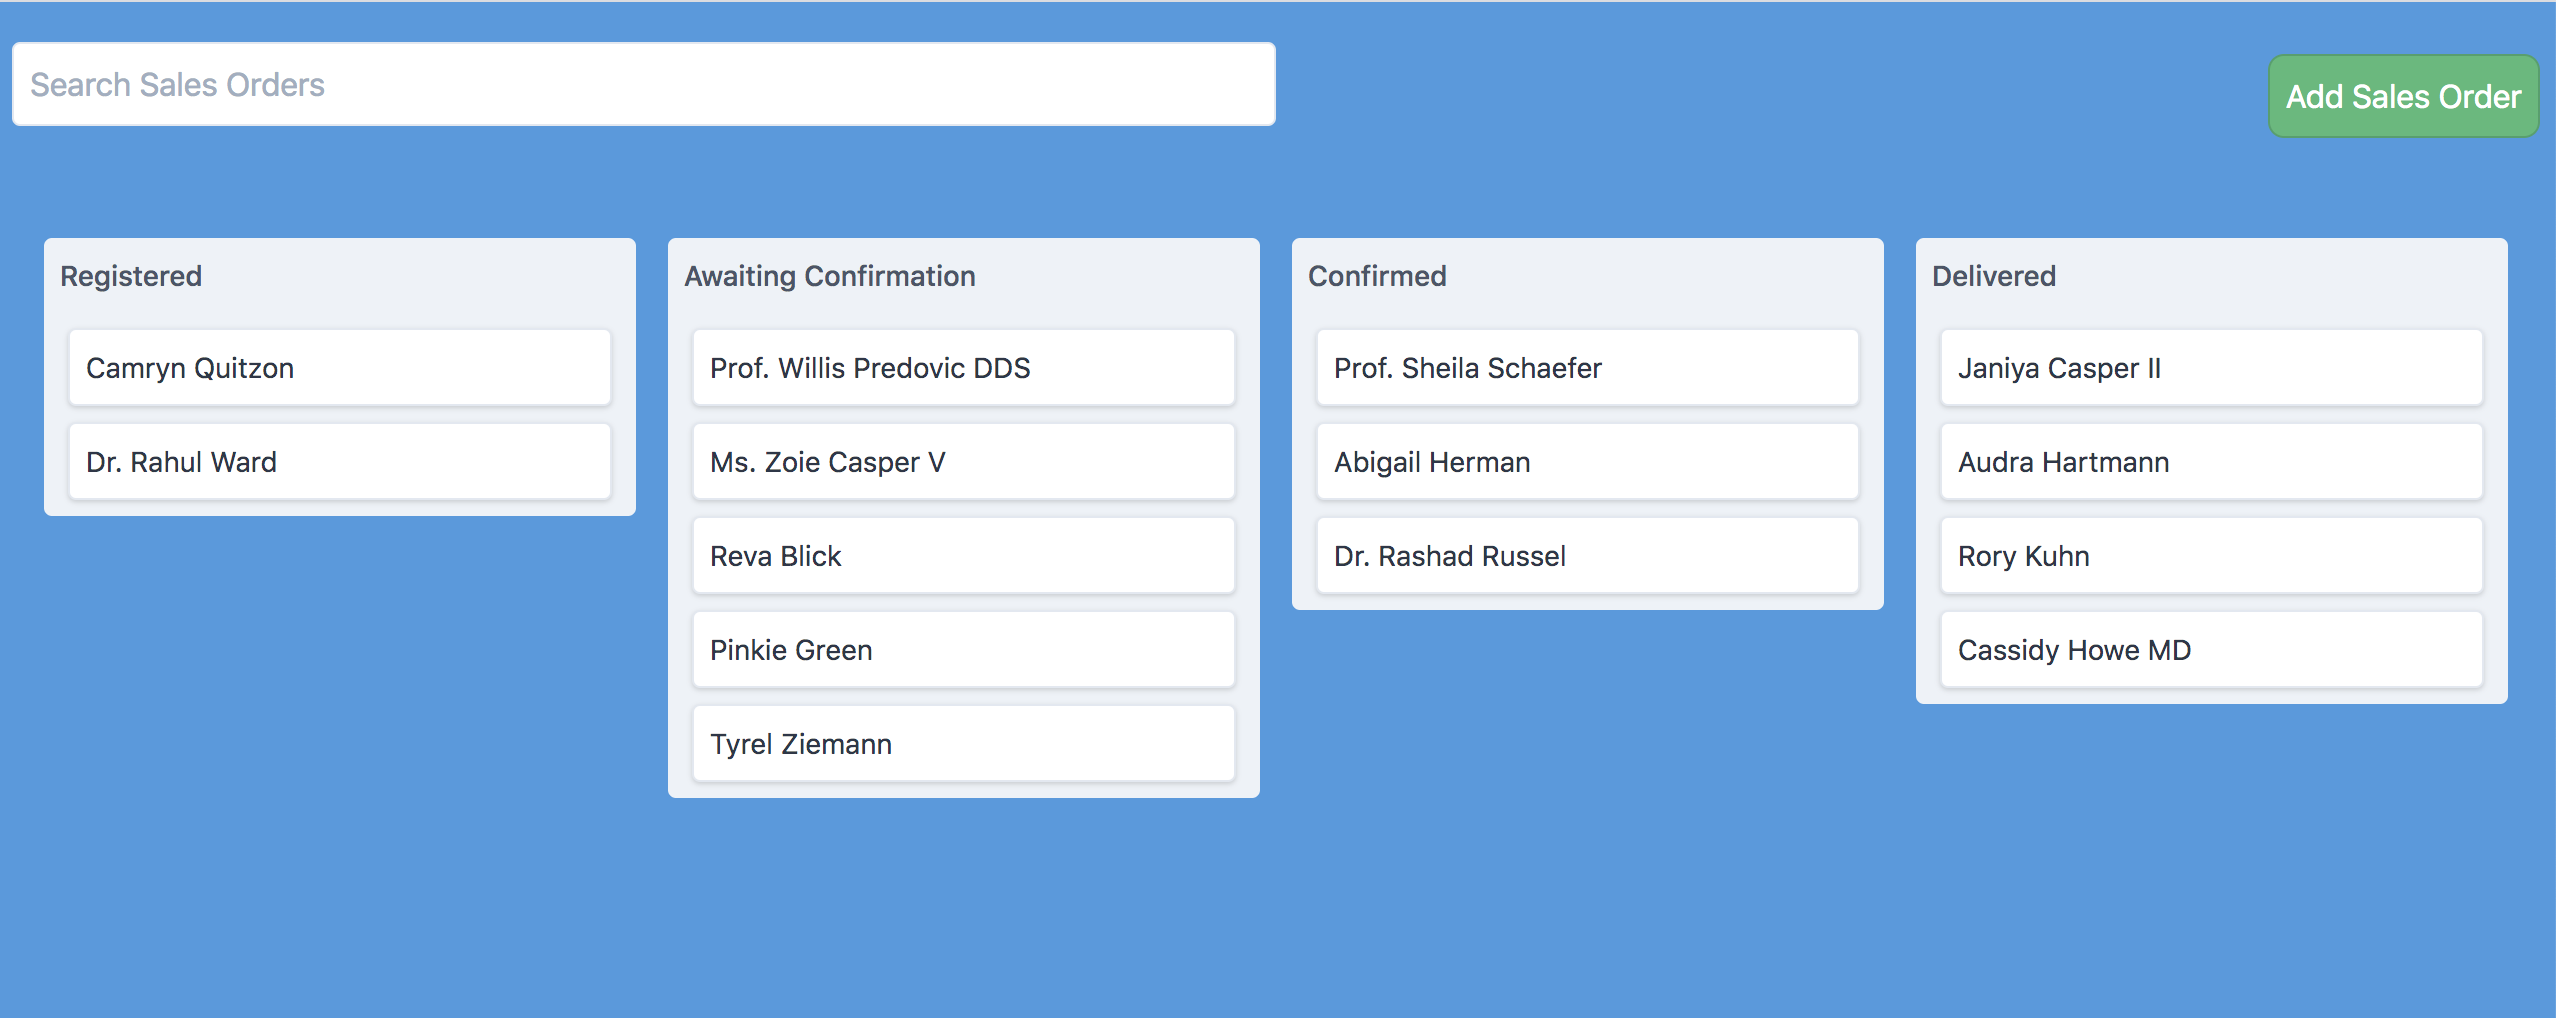 Search Sales Orders
Add Sales Order
Registered
Camryn Quitzon
Dr. Rahul Ward
Awaiting Confirmation
Prof. Willis Predovic DDS
Ms. Zoie Casper V
Reva Blick
Pinkie Green
Tyrel Ziemann
Confirmed
Prof. Sheila Schaefer
Abigail Herman
Dr. Rashad Russel
Delivered
Janiya Casper II
Audra Hartmann
Rory Kuhn
Cassidy Howe MD